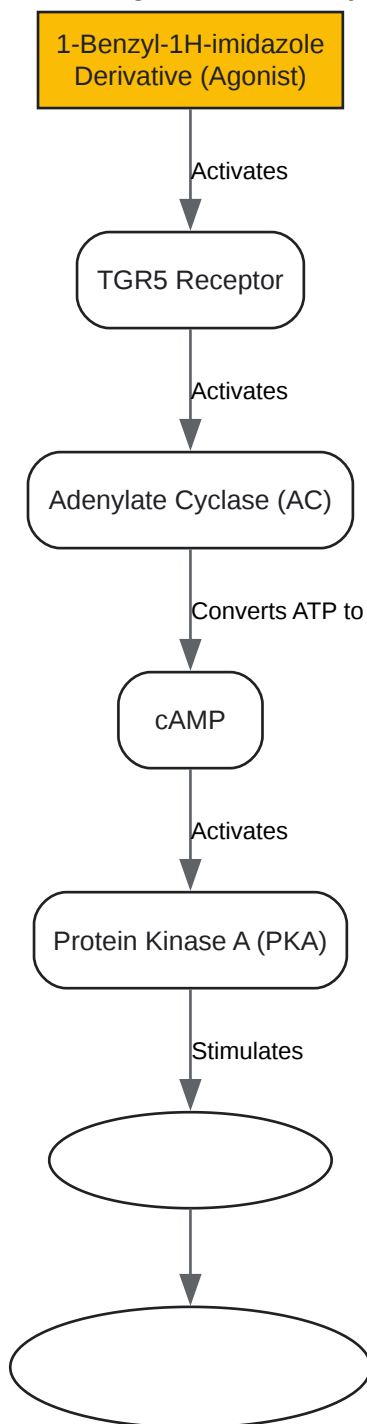 1-Benzyl-1H-imidazole
Derivative (Agonist)
Activates
TGR5 Receptor
Activates
Adenylate Cyclase (AC)
Converts ATP to
cAMP
Activates
Protein Kinase A (PKA)
Stimulates